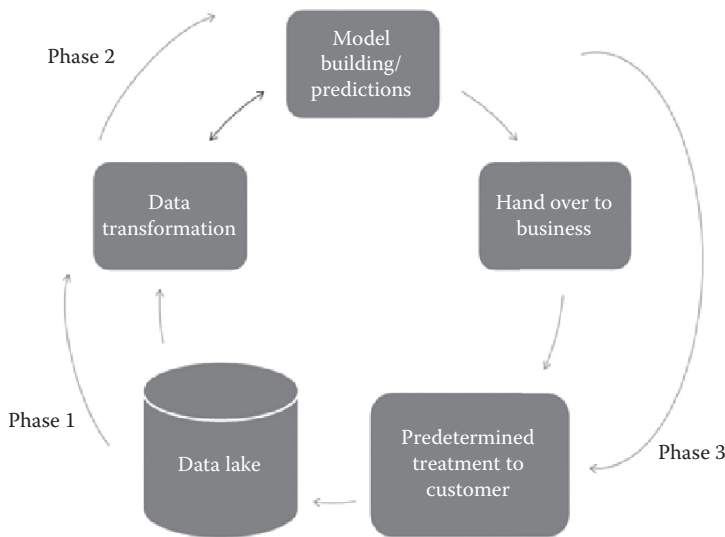 Phase 2
Model
building/
predictions
Data
transformation
Hand over to
business
Phase 1
Data lake
Predetermined
treatment to
customer
Phase 3